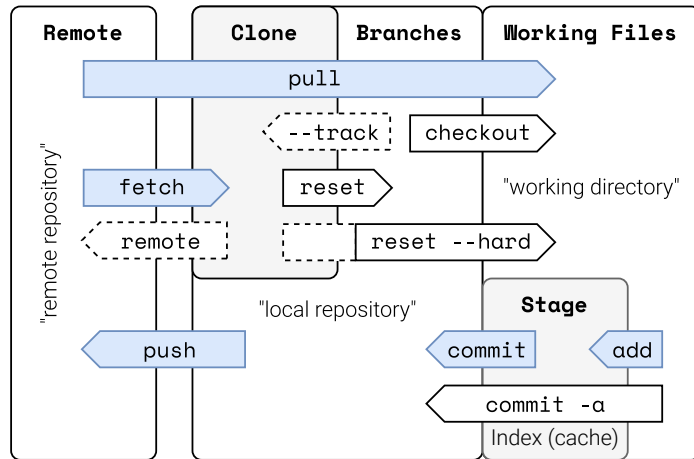 Remote
Clone
Branches
Working Files
pull
--track
checkout
"remote repository"
fetch
reset
"working directory"
remote
reset --hard
"local repository"
Stage
push
commit
add
commit -a
Index (cache)